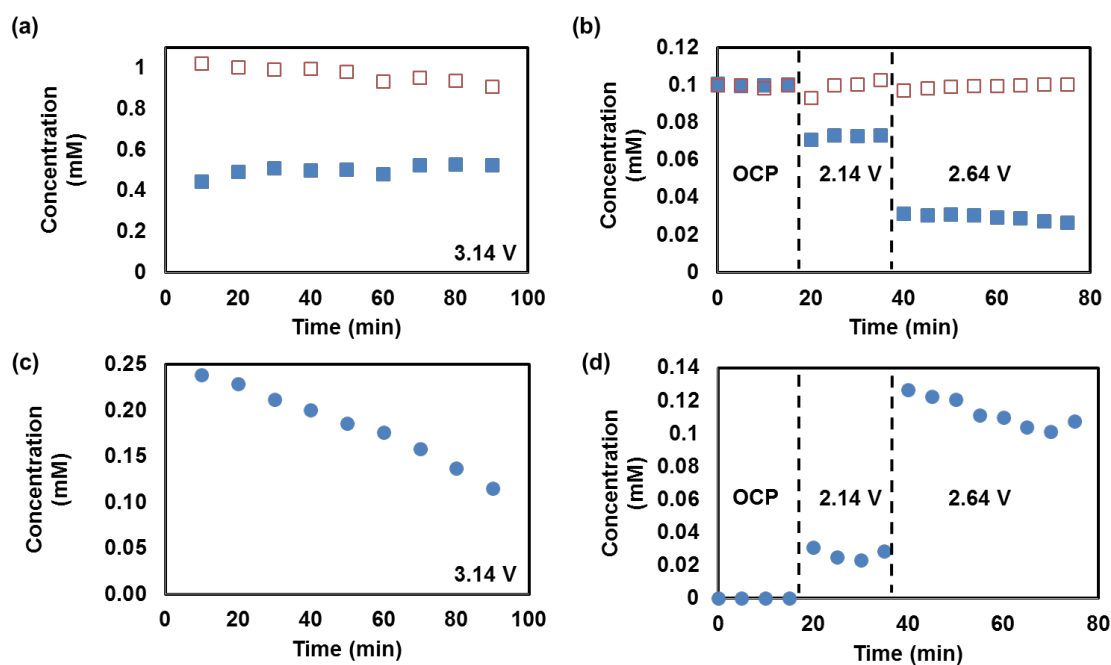 (a)
Concentration
(mM)
1
0.8
0.6
0.4
0.2
0
3.14 V
0 20 40 60 80 100
Time (min)
(b)
Concentration
(mM)
0.12
0.1
0.08
0.06
0.04
0.02
0
OCP 2.14 V 2.64 V
0 20 40 60 80
Time (min)
(c)
Concentration
(mM)
0.25
0.20
0.15
0.10
0.05
0.00
3.14 V
0 20 40 60 80 100
Time (min)
(d)
Concentration
(mM)
0.14
0.12
0.1
0.08
0.06
0.04
0.02
0
OCP 2.14 V 2.64 V
0 20 40 60 80
Time (min)